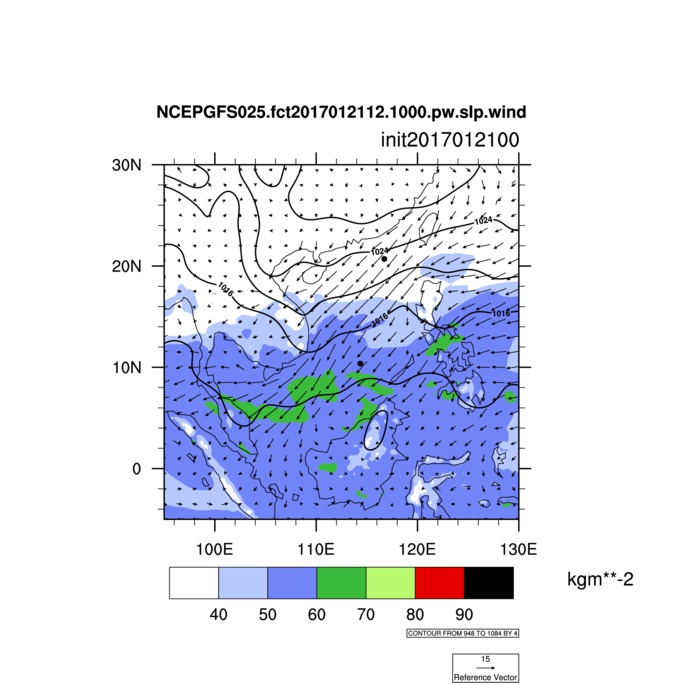 NCEPGFS025.fct2017012112.1000.pw.slp.wind
init2017012100
30N
20N
10N
0
1024
1024
1016
1016
1016
100E 110E 120E 130E
40 50 60 70 80 90
kgm**-2
CONTOUR FROM 948 TO 1084 BY 4
15
Reference Vector